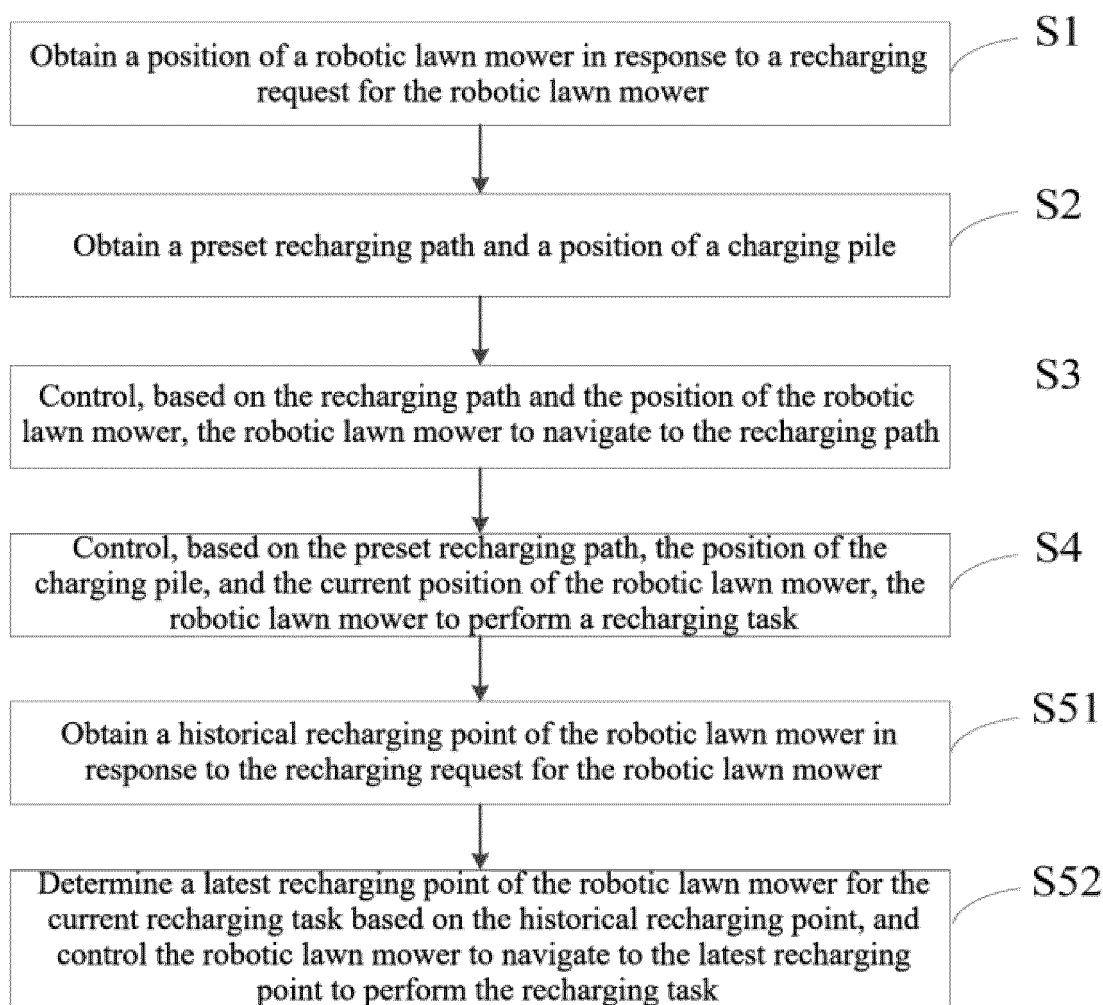 S1
Obtain a position of a robotic lawn mower in response to a recharging
request for the robotic lawn mower
S2
Obtain a preset recharging path and a position of a charging pile
S3
Control, based on the recharging path and the position of the robotic
lawn mower, the robotic lawn mower to navigate to the recharging path
S4
Control, based on the preset recharging path, the position of the
charging pile, and the current position of the robotic lawn mower, the
robotic lawn mower to perform a recharging task
S51
Obtain a historical recharging point of the robotic lawn mower in
response to the recharging request for the robotic lawn mower
S52
Determine a latest recharging point of the robotic lawn mower for the
current recharging task based on the historical recharging point, and
control the robotic lawn mower to navigate to the latest recharging
point to perform the recharging task